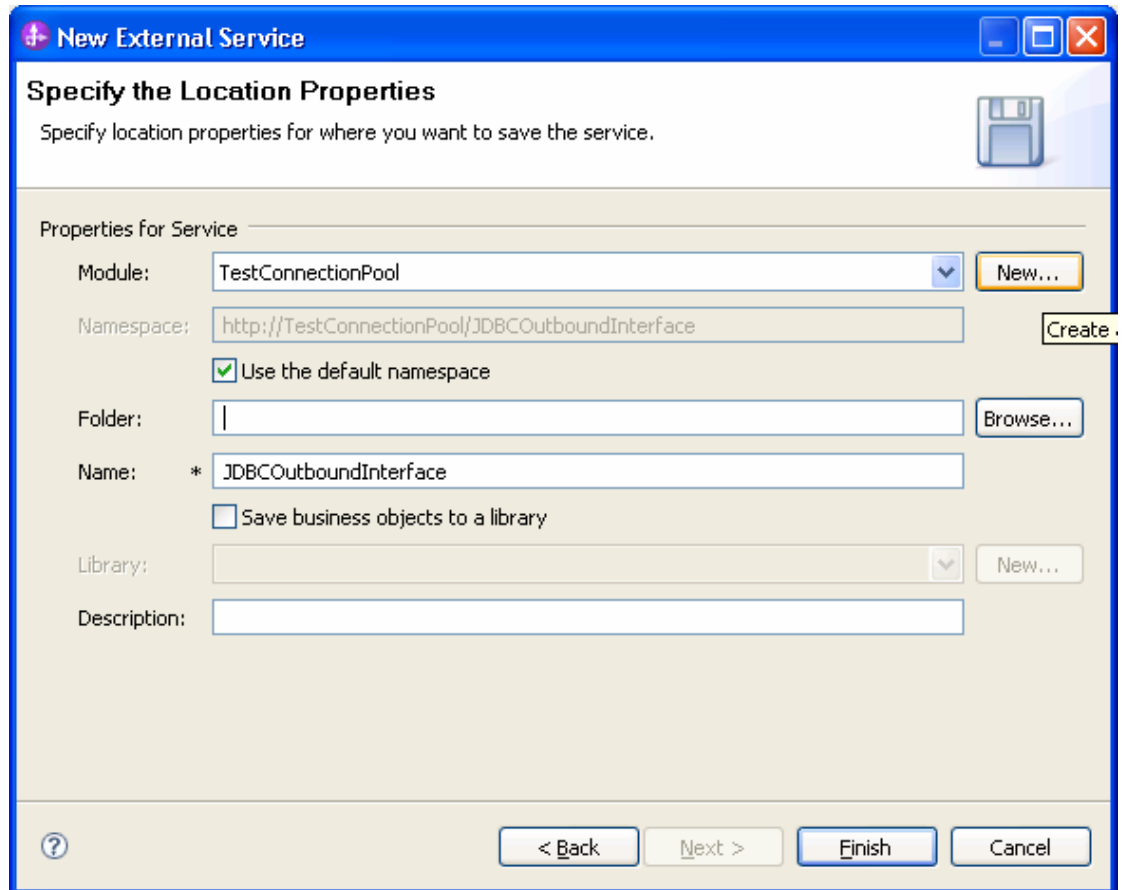 New External Service
Specify the Location Properties
Specify location properties for where you want to save the service.
Properties for Service
Module: TestConnectionPool New...
Namespace: http://TestConnectionPool/JDBCOutboundInterface
Create
Use the default namespace
Folder: Browse...
Name: * JDBCOutboundInterface
Save business objects to a library
Library: New...
Description:
? < Back Next > Finish Cancel